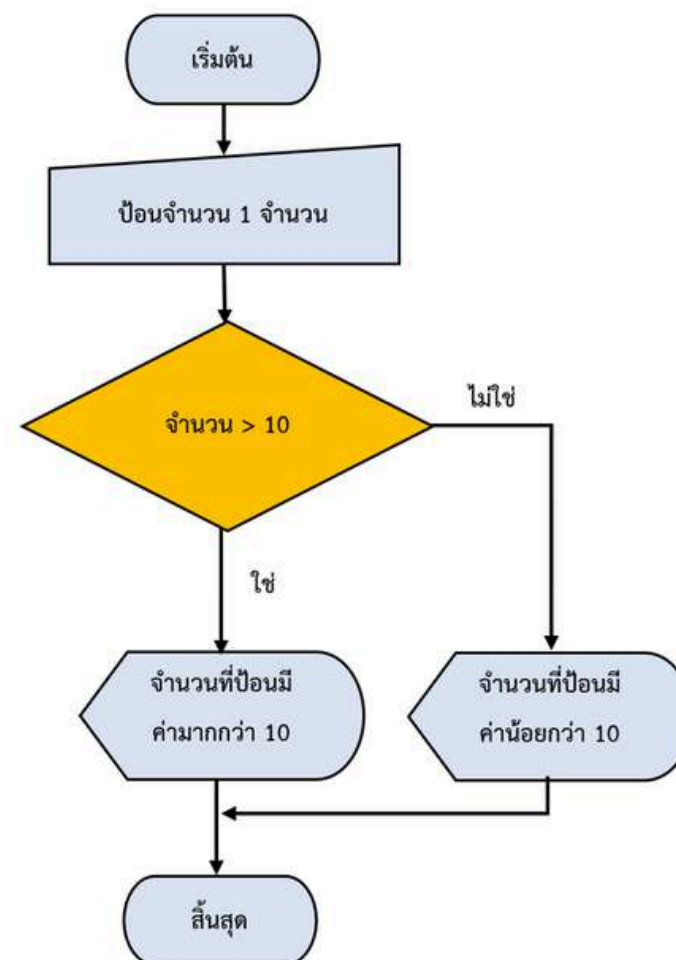 เริ่มต้น
ป้อนจำนวน 1 จำนวน
จำนวน > 10
ไม่ใช่
ใช่
จำนวนที่ป้อนมี
ค่ามากกว่า 10
จำนวนที่ป้อนมี
ค่าน้อยกว่า 10
สิ้นสุด